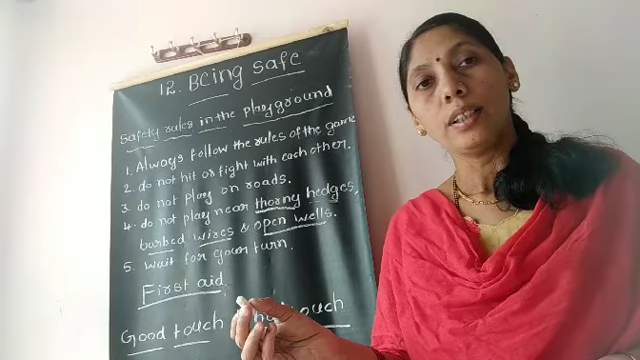 12. Being safe
Safety rules in the playground
1. Always follow the rules of the game
2. do not hit or fight with each other.
3. do not play on roads.
4. do not play near thorny hedges,
barbed wires & open wells.
5. wait for your turn.
First aid.
Good touch touch